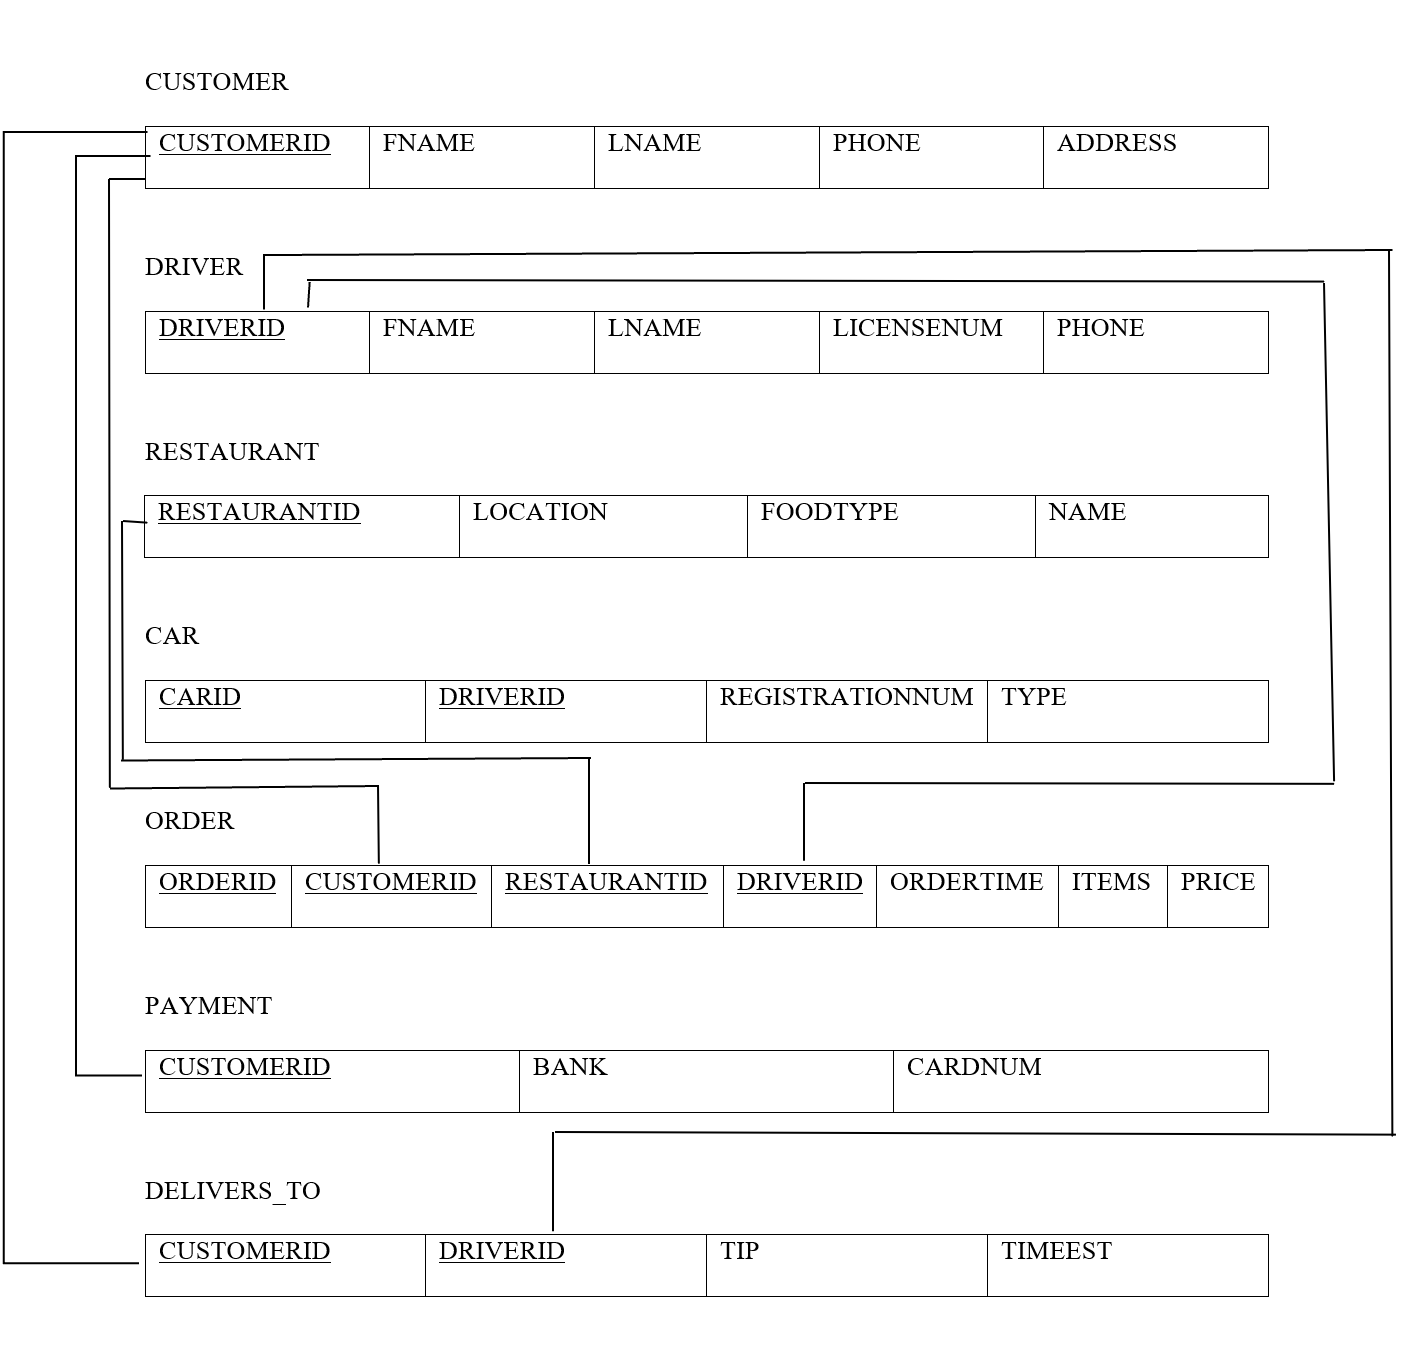 CUSTOMER
CUSTOMERID FNAME LNAME PHONE ADDRESS
DRIVER
DRIVERID FNAME LNAME LICENSENUM PHONE
RESTAURANT
RESTAURANTID LOCATION FOODTYPE NAME
CAR
CARID DRIVERID REGISTRATIONNUM TYPE
ORDER
ORDERID CUSTOMERID RESTAURANTID DRIVERID ORDERTIME ITEMS PRICE
PAYMENT
CUSTOMERID BANK CARDNUM
DELIVERS_TO
CUSTOMERID DRIVERID TIP TIMEEST